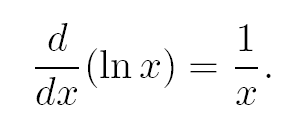 d/dx (ln x) = 1/x.